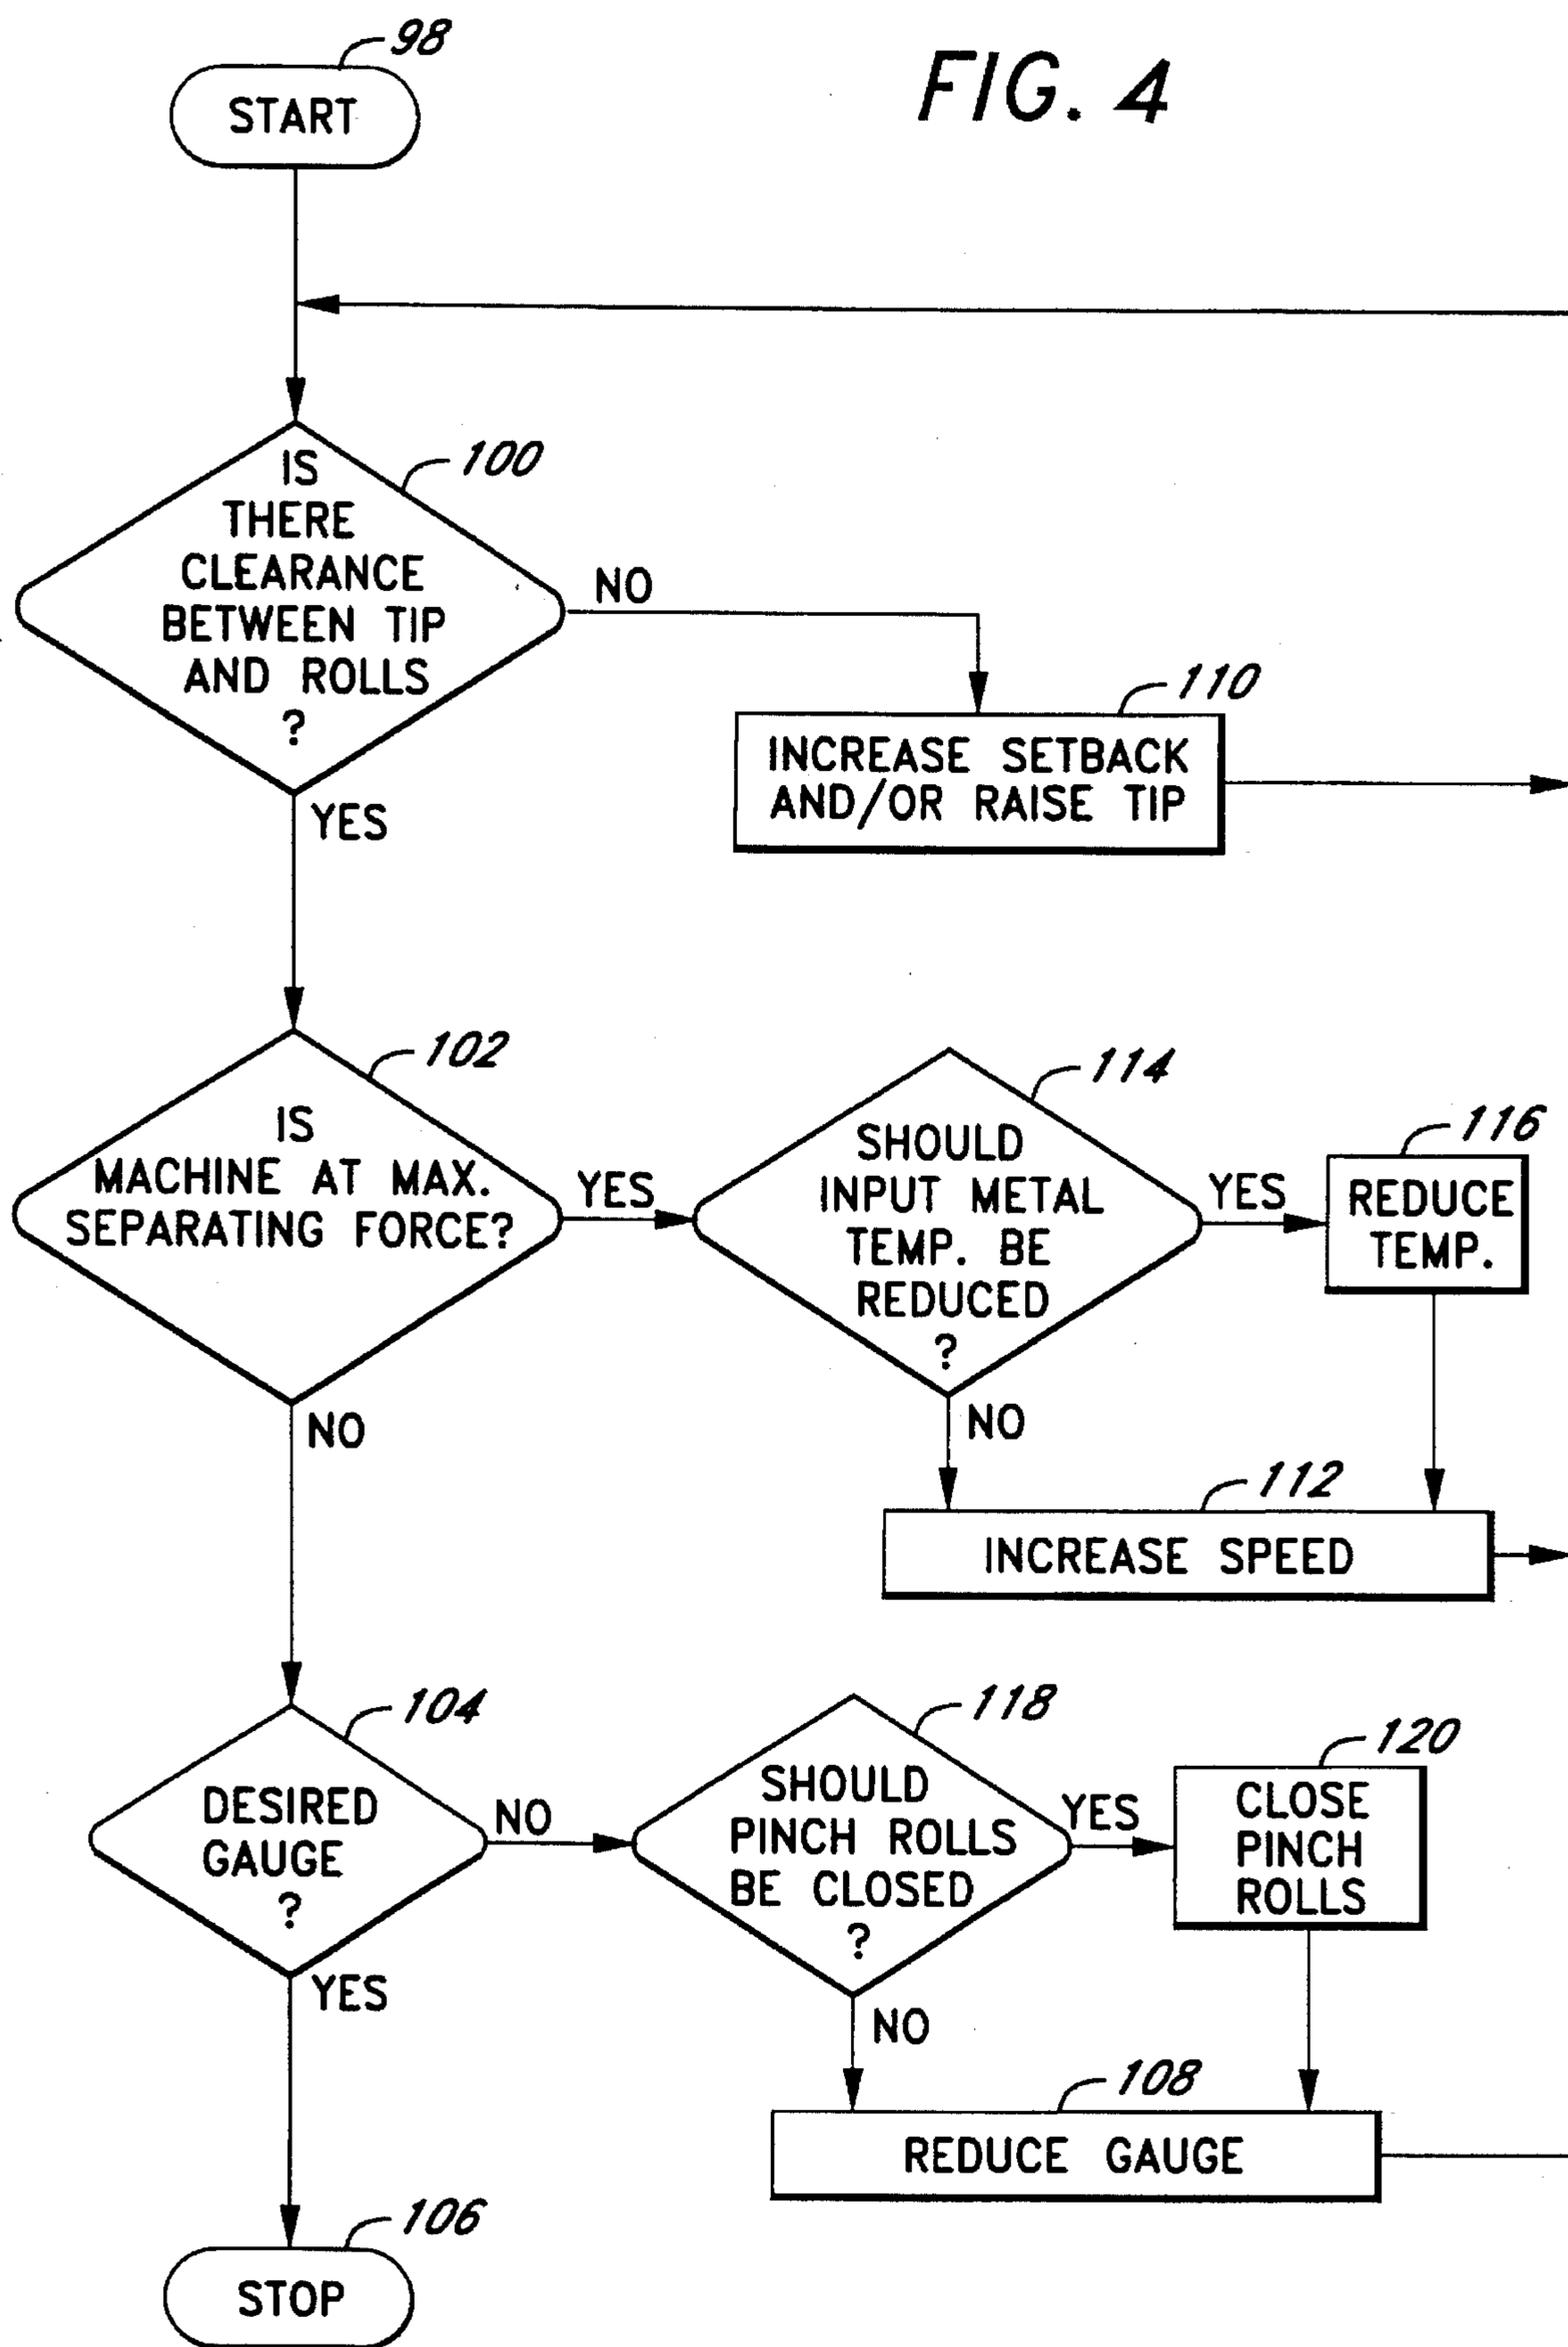 98
START
FIG. 4
100
IS
THERE
CLEARANCE
BETWEEN TIP
AND ROLLS
?
NO
YES
110
INCREASE SETBACK
AND/OR RAISE TIP
102
IS
MACHINE AT MAX.
SEPARATING FORCE?
YES
NO
114
SHOULD
INPUT METAL
TEMP. BE
REDUCED
?
YES
NO
116
REDUCE
TEMP.
112
INCREASE SPEED
104
DESIRED
GAUGE
?
NO
YES
118
SHOULD
PINCH ROLLS
BE CLOSED
?
YES
NO
120
CLOSE
PINCH
ROLLS
108
REDUCE GAUGE
106
STOP